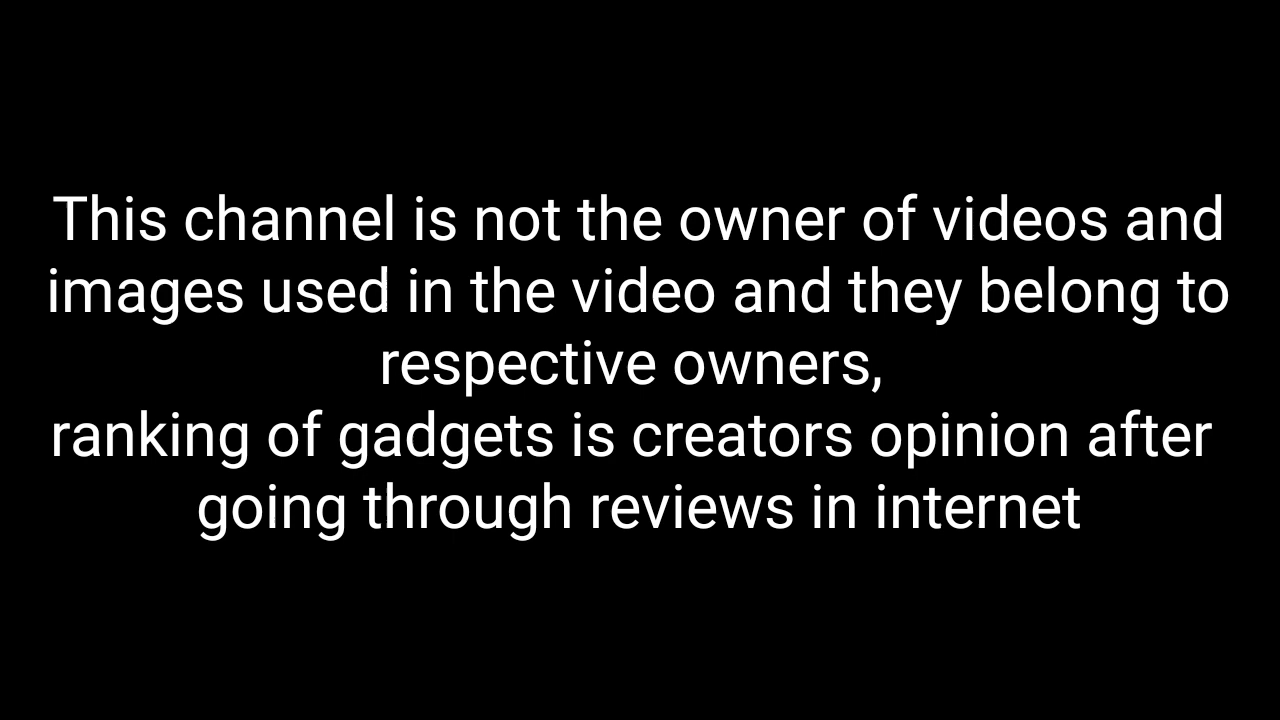 This channel is not the owner of videos and
images used in the video and they belong to
respective owners,
ranking of gadgets is creators opinion after
going through reviews in internet